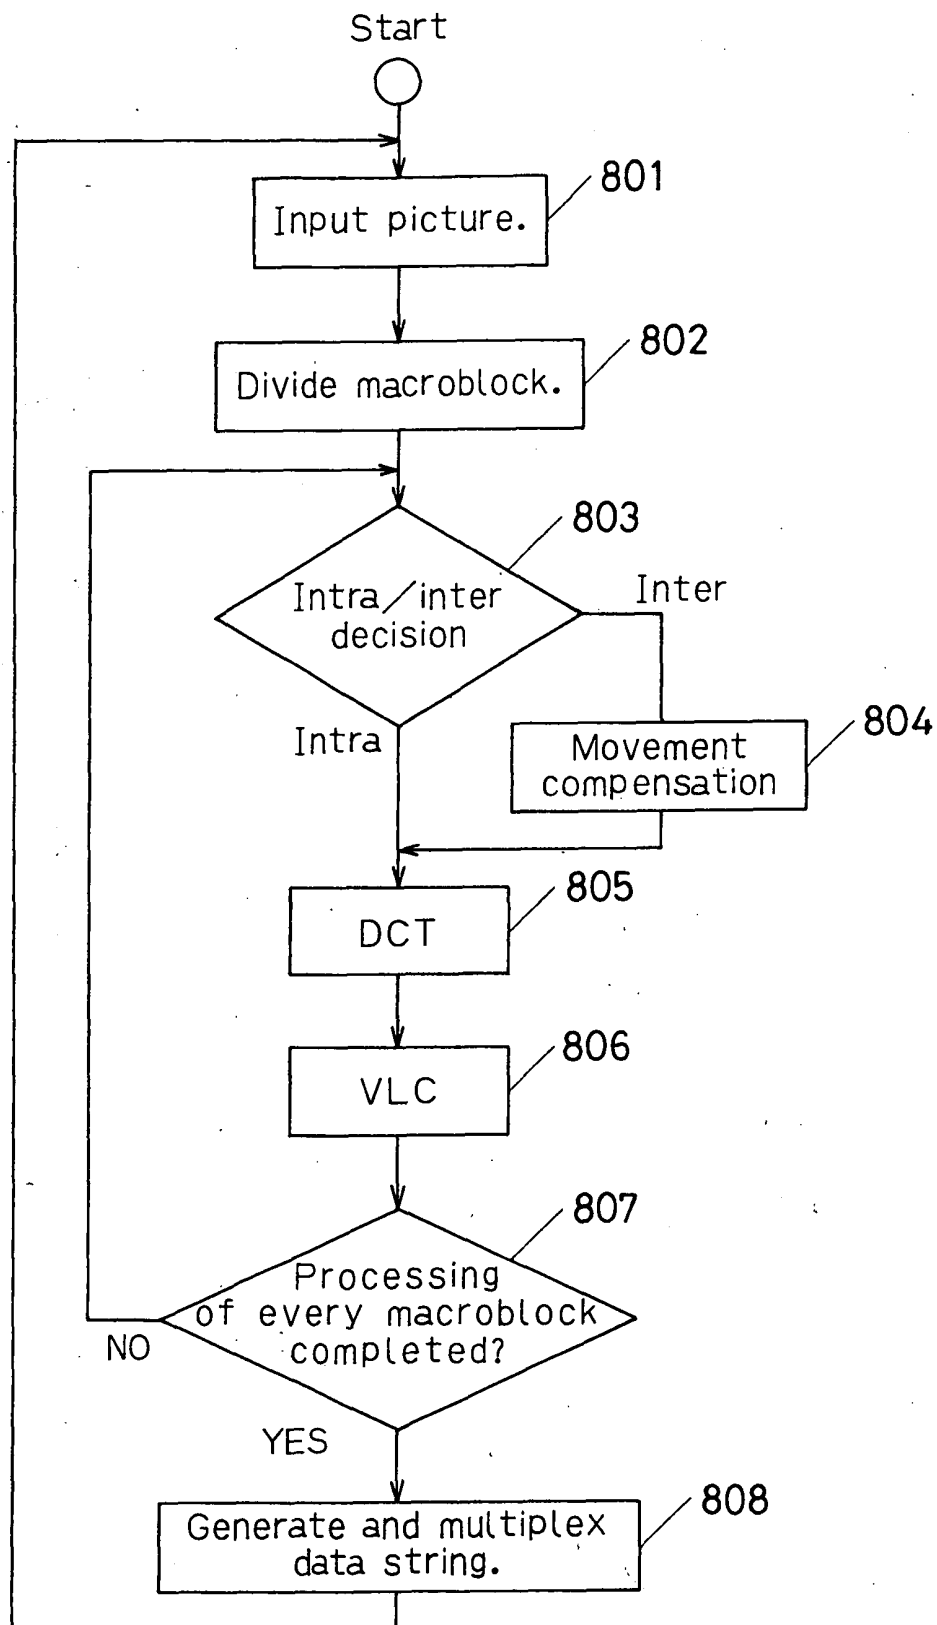 Start
801
Input picture.
802
Divide macroblock.
803
Intra/inter
decision
Inter
Intra
804
Movement
compensation
805
DCT
806
VLC
807
Processing
of every macroblock
completed?
NO
YES
808
Generate and multiplex
data string.